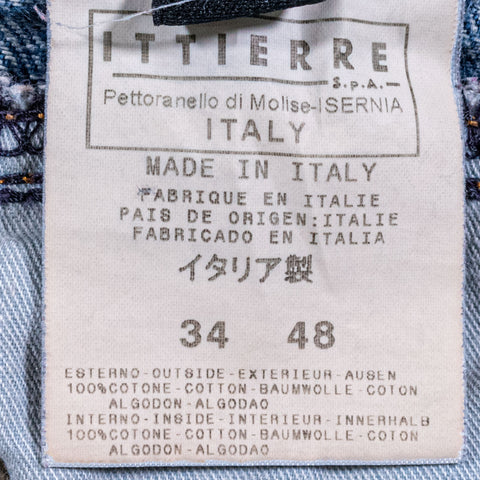 ITTIERRE
S.p.A.
Pettoranello di Molise-ISERNIA
ITALY
MADE IN ITALY
FABRIQUE EN ITALIE
PAIS DE ORIGEN:ITALIE
FABRICADO EN ITALIA
イタリア製
34 48
ESTERNO-OUTSIDE-EXTERIEUR-AUSEN
100%COTONE-COTTON-BAUMWOLLE-COTON
ALGODON-ALGODAO
INTERNO-INSIDE-INTERIEUR-INNERHALB
100%COTONE-COTTON-BAUMWOLLE-COTON
ALGODON-ALGODAO